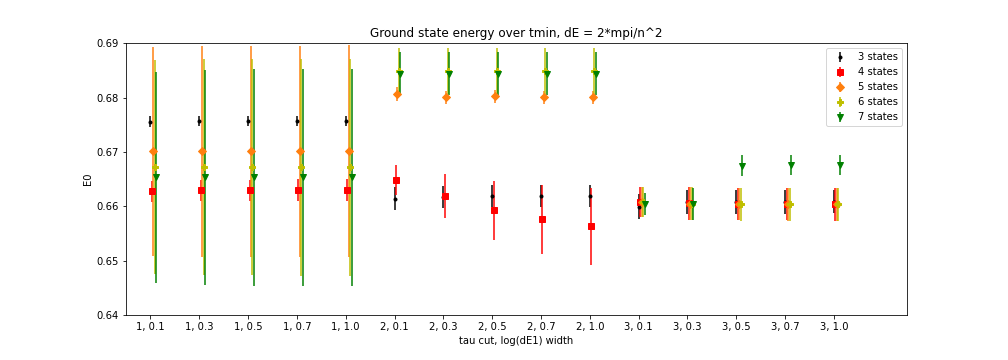 Ground state energy over tmin, dE = 2*mpi/n^2
0.69
0.68
0.67
0.66
0.65
0.64
E0
3 states
4 states
5 states
6 states
7 states
1, 0.1 1, 0.3 1, 0.5 1, 0.7 1, 1.0 2, 0.1 2, 0.3 2, 0.5 2, 0.7 2, 1.0 3, 0.1 3, 0.3 3, 0.5 3, 0.7 3, 1.0
tau cut, log(dE1) width